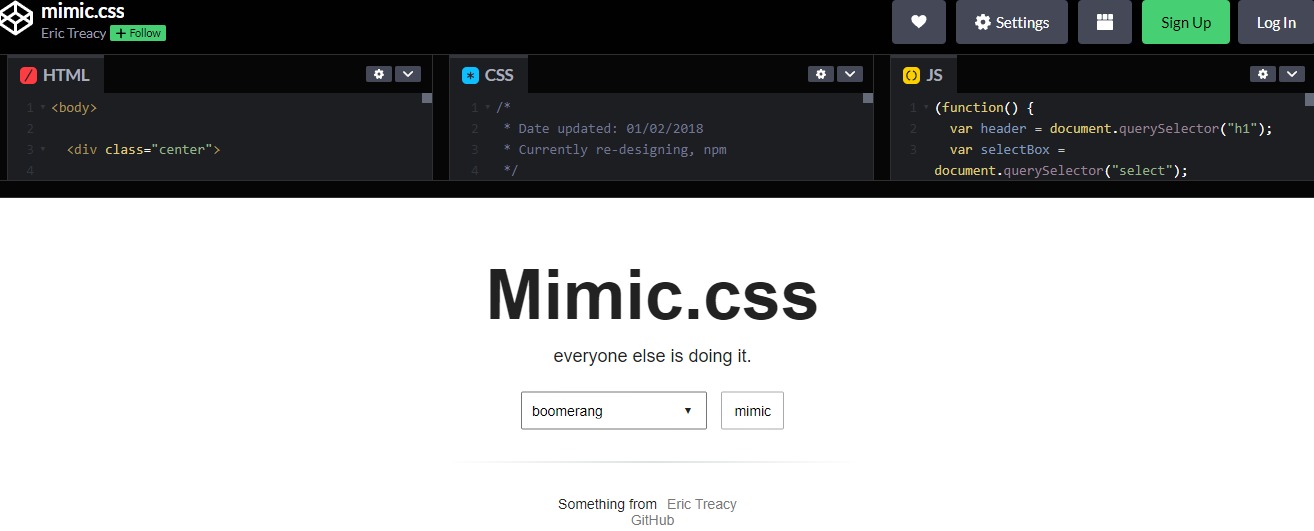 mimic.css
Eric Treacy + Follow
Settings
Sign Up
Log In
HTML
1 <body>
2
3 <div class="center">
4
CSS
1 /*
2 * Date updated: 01/02/2018
3 * Currently re-designing, npm
4 */
JS
1 (function() {
2 var header = document.querySelector("h1");
3 var selectBox =
document.querySelector("select");
Mimic.css
everyone else is doing it.
boomerang
mimic
Something from Eric Treacy
GitHub